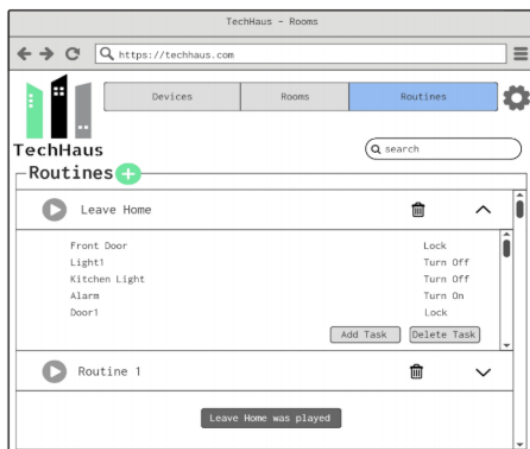 TechHaus - Rooms
https://techhaus.com
Devices Rooms Routines
TechHaus
search
Routines
Leave Home
Front Door Lock
Light1 Turn Off
Kitchen Light Turn Off
Alarm Turn On
Door1 Lock
Add Task Delete Task
Routine 1
Leave Home was played